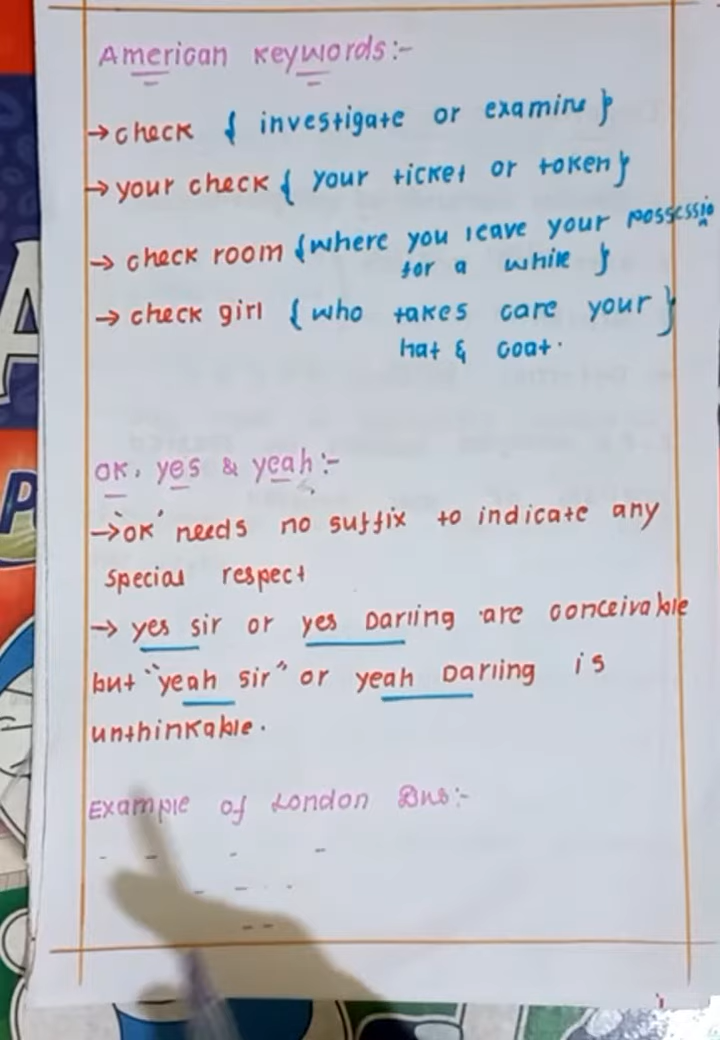 American keywords:-
→ check { investigate or examine }
→ your check { your ticket or token }
→ check room { where you leave your possessio
for a while }
→ check girl { who takes care your }
hat & coat.
OK, yes & yeah :-
→ 'OK' needs no suffix to indicate any
special respect
→ yes sir or yes Darling are conceivable
but "yeah sir" or yeah Darling is
unthinkable.
Example of London Bus:-